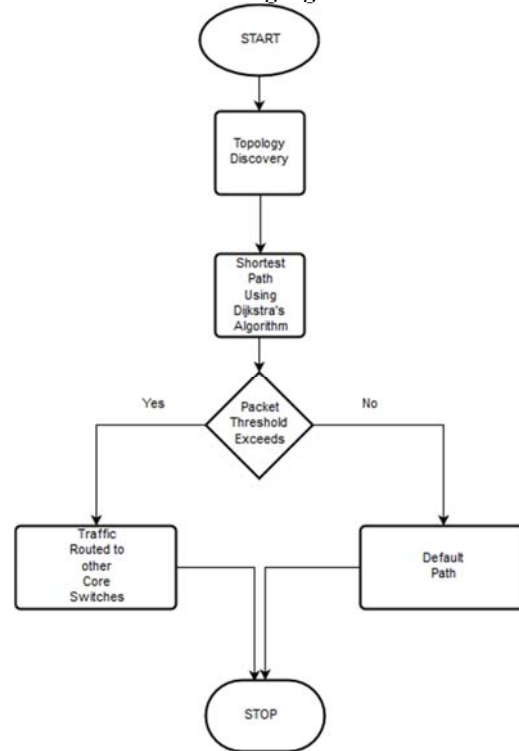 START
Topology
Discovery
Shortest
Path
Using
Dijkstra's
Algorithm
Yes
Packet
Threshold
Exceeds
No
Traffic
Routed to
other
Core
Switches
Default
Path
STOP